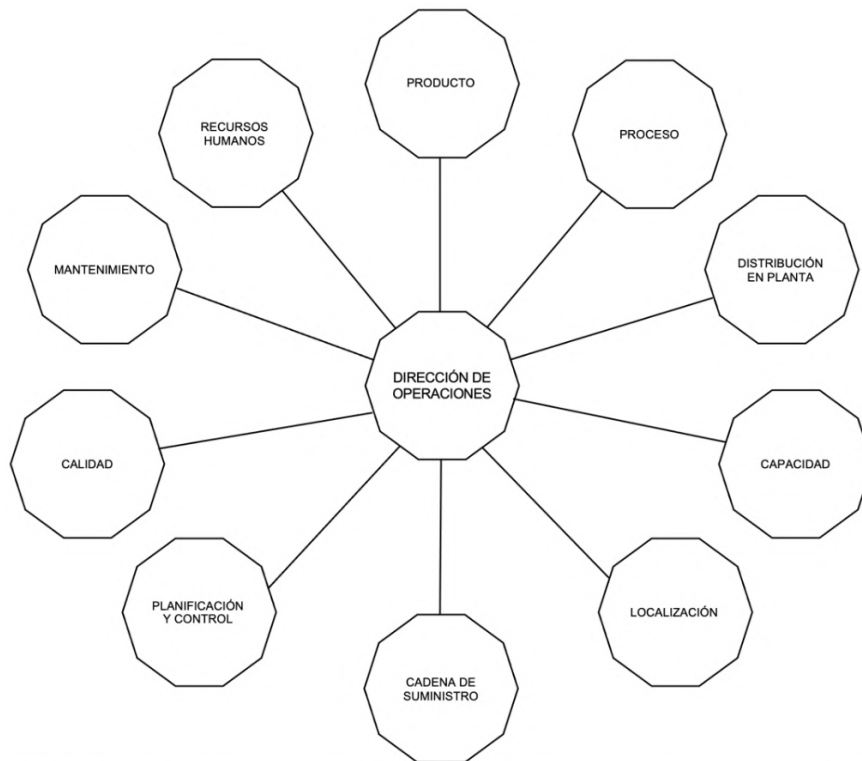 PRODUCTO
RECURSOS
HUMANOS
PROCESO
MANTENIMIENTO
DISTRIBUCIÓN
EN PLANTA
DIRECCIÓN DE
OPERACIONES
CALIDAD
CAPACIDAD
PLANIFICACIÓN
Y CONTROL
LOCALIZACIÓN
CADENA DE
SUMINISTRO